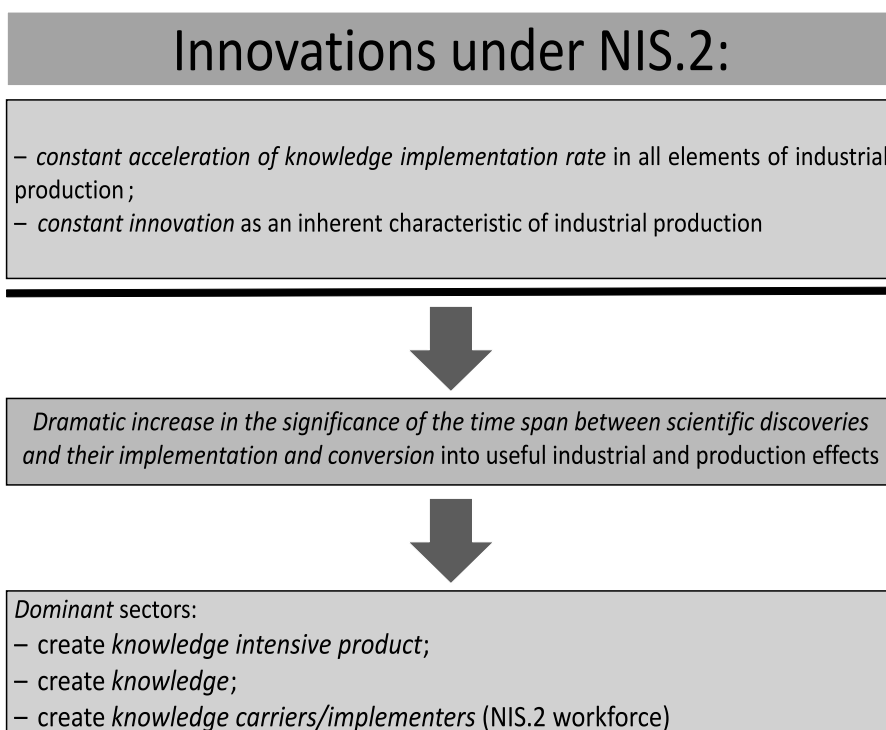 Innovations under NIS.2:
– constant acceleration of knowledge implementation rate in all elements of industrial
production;
– constant innovation as an inherent characteristic of industrial production
Dramatic increase in the significance of the time span between scientific discoveries
and their implementation and conversion into useful industrial and production effects
Dominant sectors:
– create knowledge intensive product;
– create knowledge;
– create knowledge carriers/implementers (NIS.2 workforce)